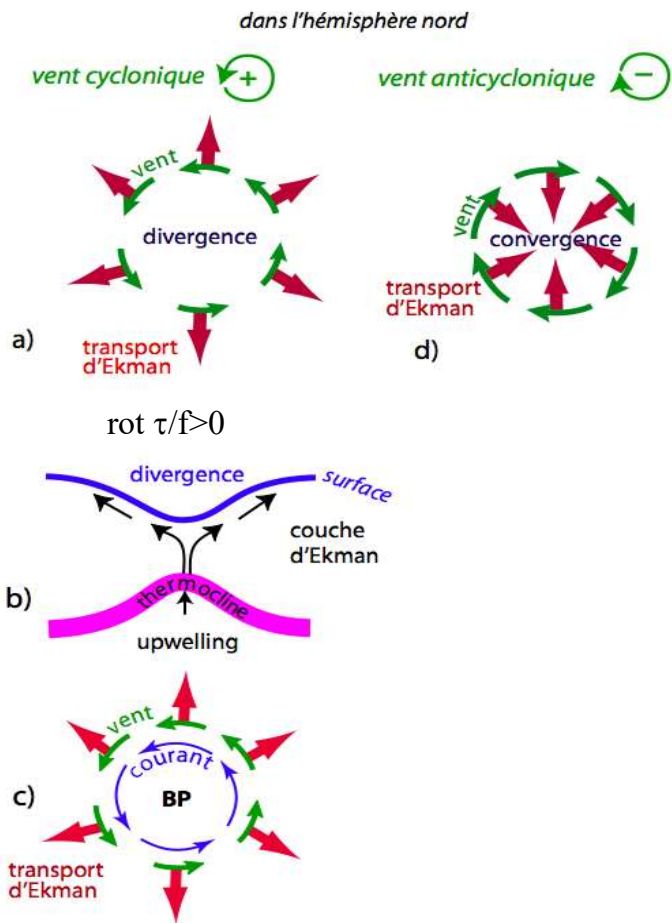 dans l'hémisphère nord
vent cyclonique +
vent anticyclonique −
vent
divergence
a)
transport
d'Ekman
vent
convergence
transport
d'Ekman
d)
rot τ/f>0
divergence
surface
couche
d'Ekman
b)
thermocline
upwelling
vent
courant
c)
BP
transport
d'Ekman